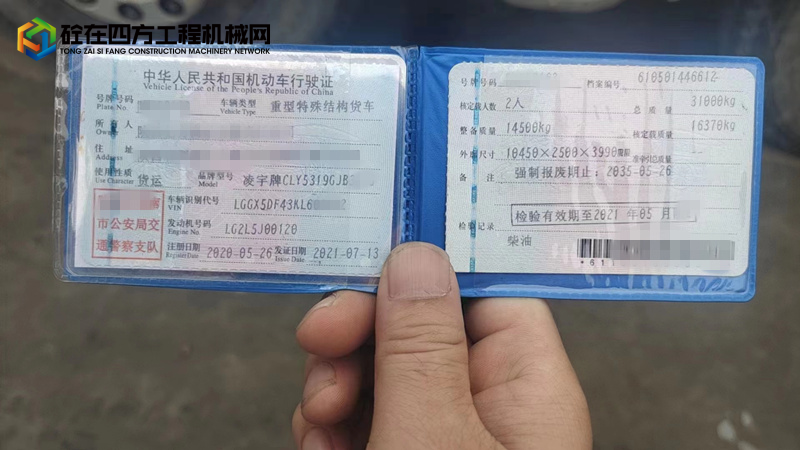 砼在四方工程机械网
TONG ZAI SI FANG CONSTRUCTION MACHINERY NETWORK
中华人民共和国机动车行驶证
Vehicle License of the People's Republic of China
号牌号码
Plate No.
车辆类型 重型特殊结构货车
Vehicle Type
所有人
Owner
住址
Address
使用性质 货运
Use Character
品牌型号 凌宇牌CLY5319GJB
Model
车辆识别代号 LGGX5DF43KL6
VIN
发动机号码 LG2L5J00120
Engine No.
市公安局交
通警察支队
注册日期 2020-05-26 发证日期 2021-07-13
Register Date Issue Date
号牌号码 档案编号 610501446612
核定载人数 2人 总质量 31000kg
整备质量 14500kg 核定载质量 16370kg
外廓尺寸 10450×2500×3990
备注 强制报废期止：2035-05-26
检验有效期至2021 年05 月
检验记录
柴油
*61